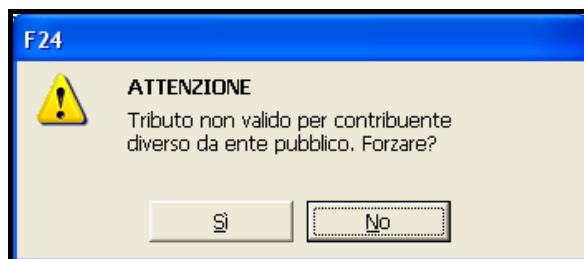 F24
ATTENZIONE
Tributo non valido per contribuente
diverso da ente pubblico. Forzare?
Sì
No